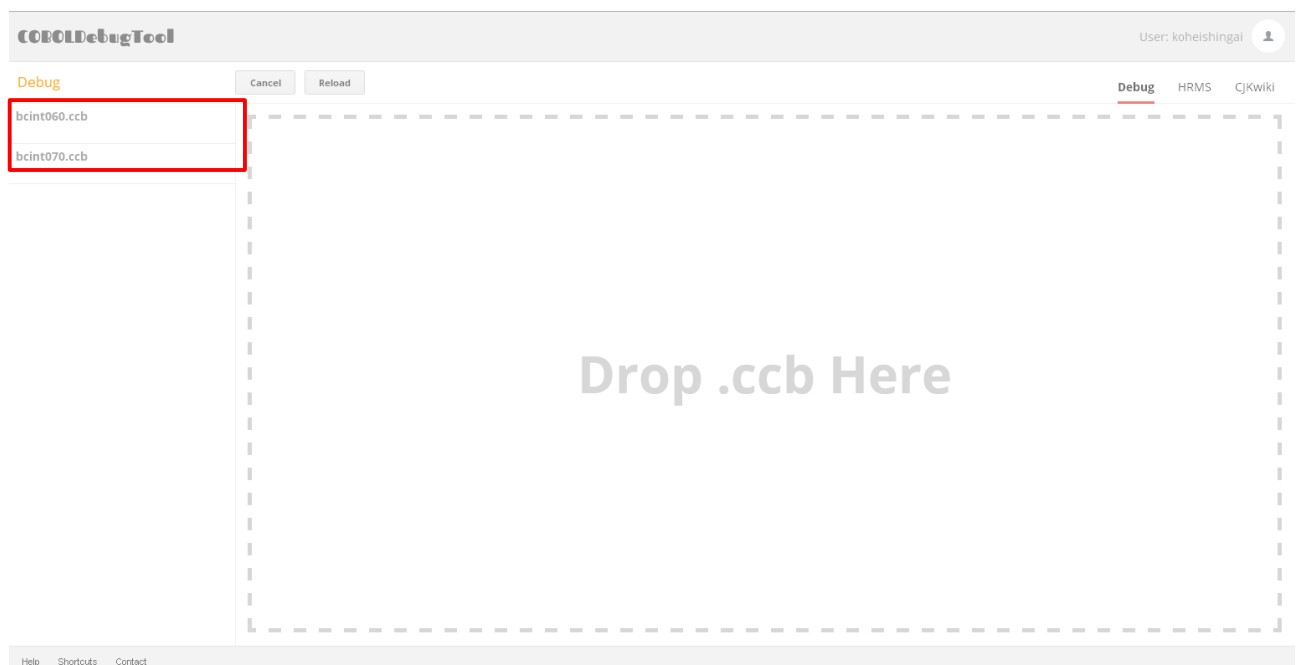 COBOLDebugTool
User: koheishingai
Debug
Cancel Reload
Debug HRMS CJKwiki
bcint060.ccb
bcint070.ccb
Drop .ccb Here
Help Shortcuts Contact